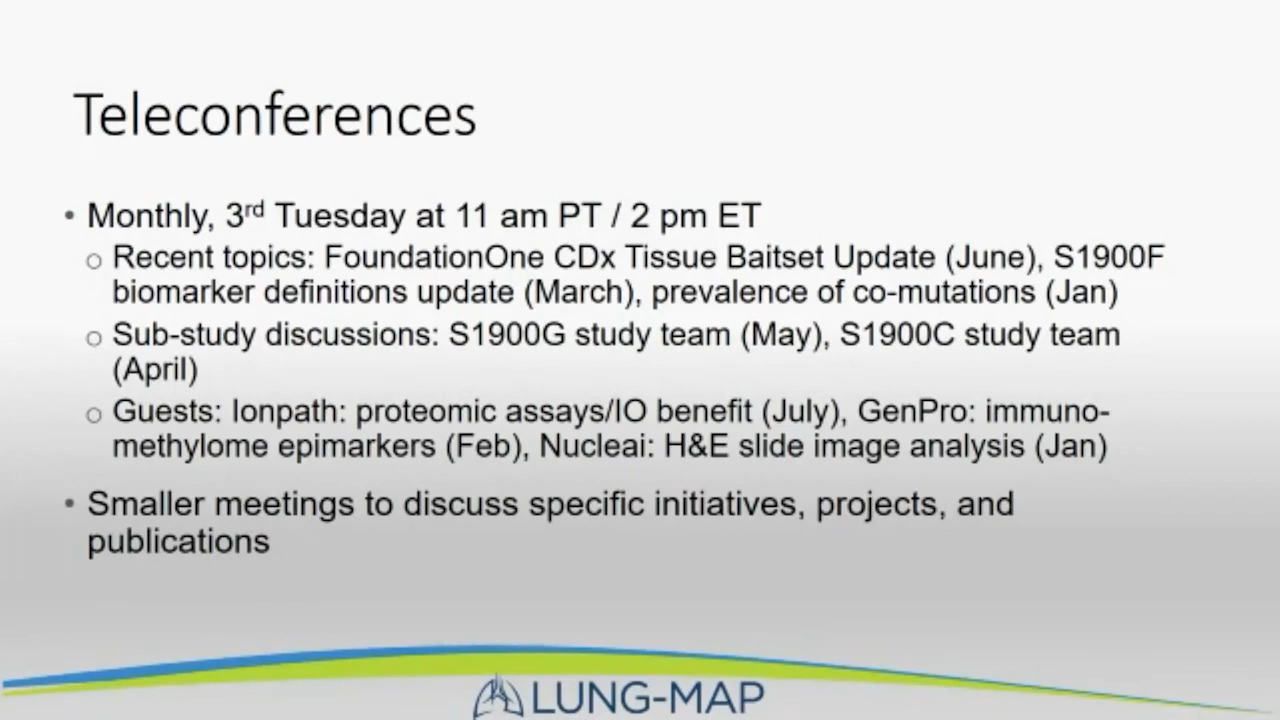 Teleconferences
• Monthly, 3rd Tuesday at 11 am PT / 2 pm ET
o Recent topics: FoundationOne CDx Tissue Baitset Update (June), S1900F
biomarker definitions update (March), prevalence of co-mutations (Jan)
o Sub-study discussions: S1900G study team (May), S1900C study team
(April)
o Guests: Ionpath: proteomic assays/IO benefit (July), GenPro: immuno-
methylome epimarkers (Feb), Nucleai: H&E slide image analysis (Jan)
• Smaller meetings to discuss specific initiatives, projects, and
publications
LUNG-MAP